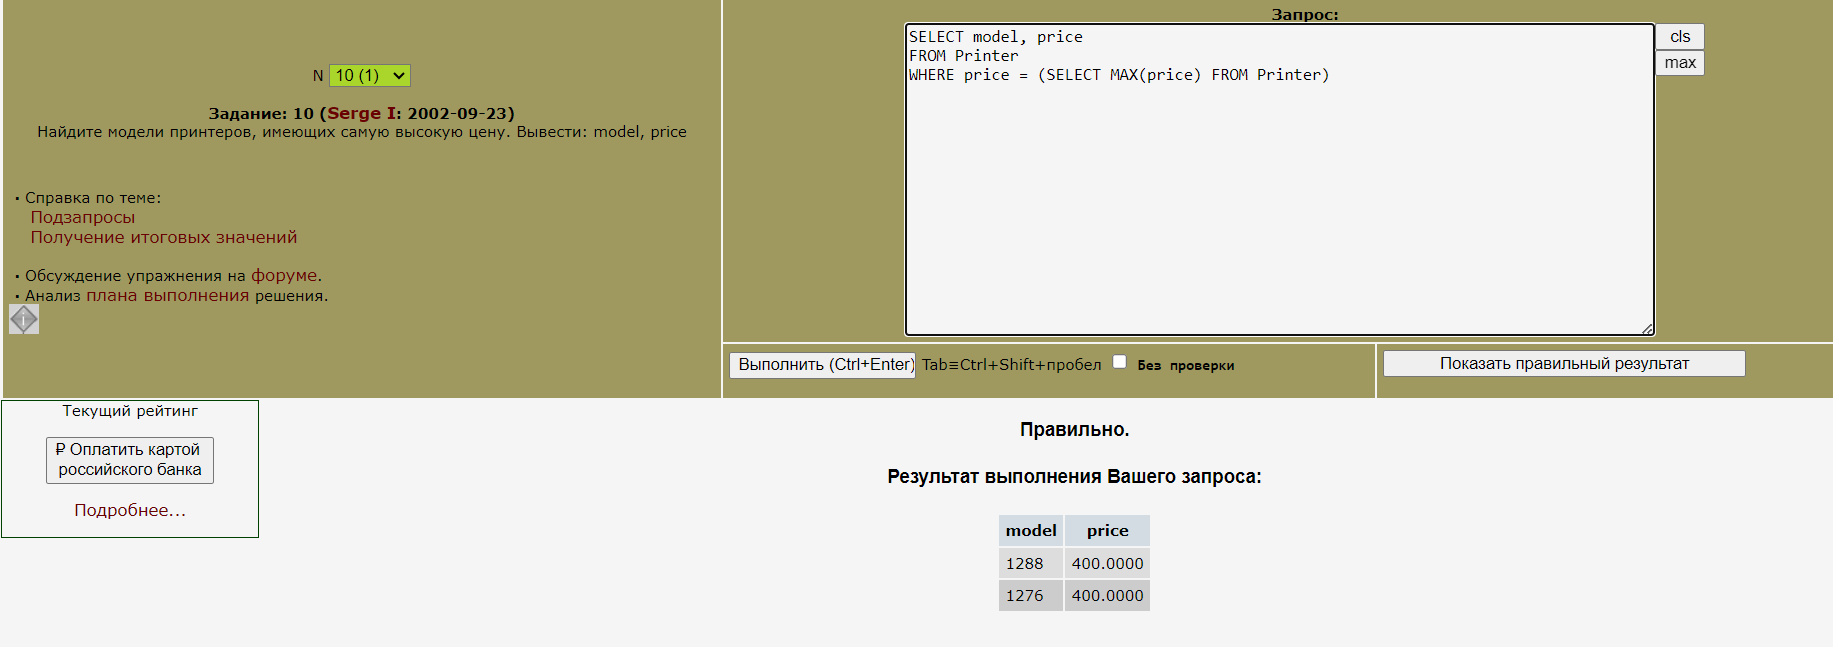 N 10 (1)
Задание: 10 (Serge I: 2002-09-23)
Найдите модели принтеров, имеющих самую высокую цену. Вывести: model, price
• Справка по теме:
Подзапросы
Получение итоговых значений
• Обсуждение упражнения на форуме.
• Анализ плана выполнения решения.
i
Запрос:
SELECT model, price
FROM Printer
WHERE price = (SELECT MAX(price) FROM Printer)
cls
max
Выполнить (Ctrl+Enter) Tab≡Ctrl+Shift+пробел Без проверки
Показать правильный результат
Текущий рейтинг
₽ Оплатить картой
российского банка
Подробнее...
Правильно.
Результат выполнения Вашего запроса:
model price
1288 400.0000
1276 400.0000